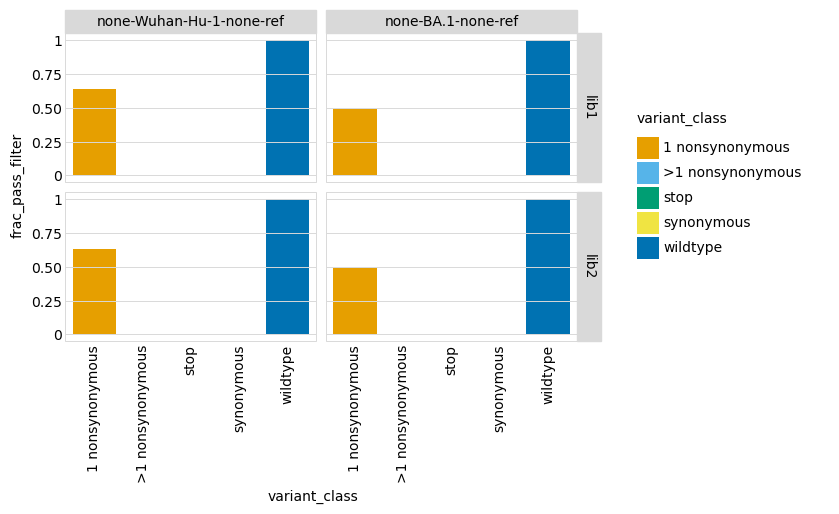 none-Wuhan-Hu-1-none-ref
none-BA.1-none-ref
frac_pass_filter
1
0.75
0.50
0.25
0
lib1
1
0.75
0.50
0.25
0
lib2
1 nonsynonymous
>1 nonsynonymous
stop
synonymous
wildtype
1 nonsynonymous
>1 nonsynonymous
stop
synonymous
wildtype
variant_class
variant_class
1 nonsynonymous
>1 nonsynonymous
stop
synonymous
wildtype